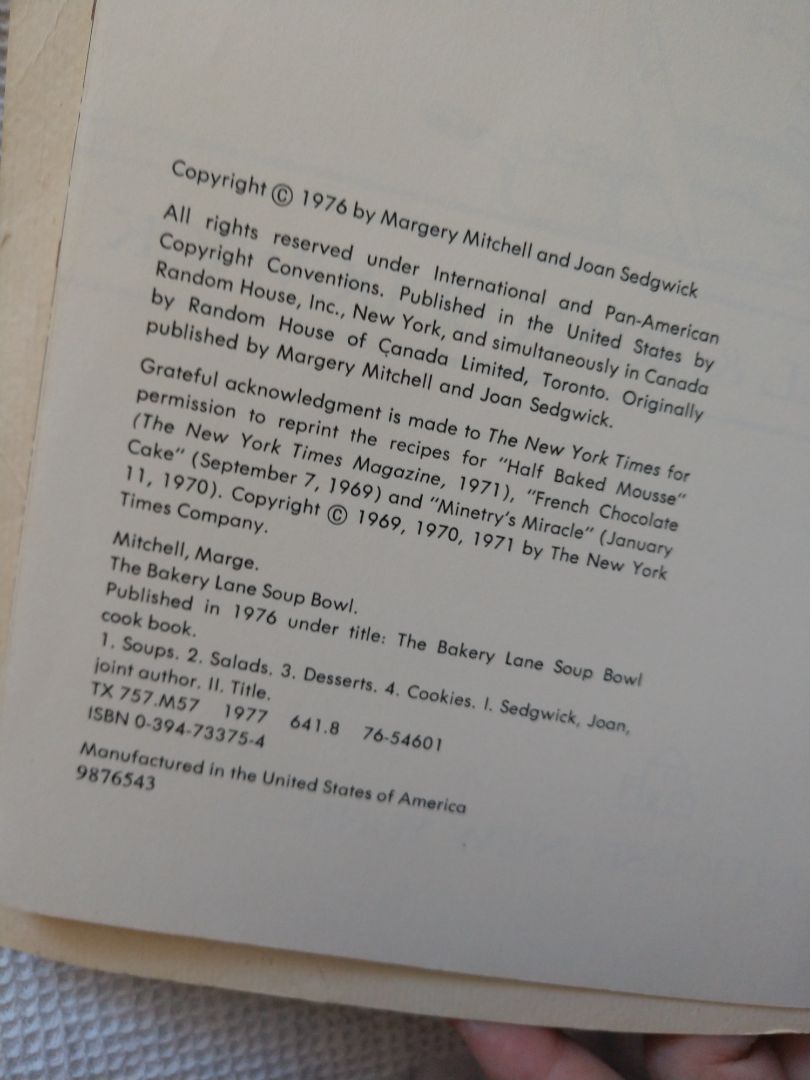 Copyright © 1976 by Margery Mitchell and Joan Sedgwick
All rights reserved under International and Pan-American
Copyright Conventions. Published in the United States by
Random House, Inc., New York, and simultaneously in Canada
by Random House of Canada Limited, Toronto. Originally
published by Margery Mitchell and Joan Sedgwick.
Grateful acknowledgment is made to The New York Times for
permission to reprint the recipes for "Half Baked Mousse"
(The New York Times Magazine, 1971), "French Chocolate
Cake" (September 7, 1969) and "Minetry's Miracle" (January
11, 1970). Copyright © 1969, 1970, 1971 by The New York
Times Company.
Mitchell, Marge.
The Bakery Lane Soup Bowl.
Published in 1976 under title: The Bakery Lane Soup Bowl
cook book.
1. Soups. 2. Salads. 3. Desserts. 4. Cookies. I. Sedgwick, Joan,
joint author. II. Title.
TX 757.M57 1977 641.8 76-54601
ISBN 0-394-73375-4
Manufactured in the United States of America
9876543